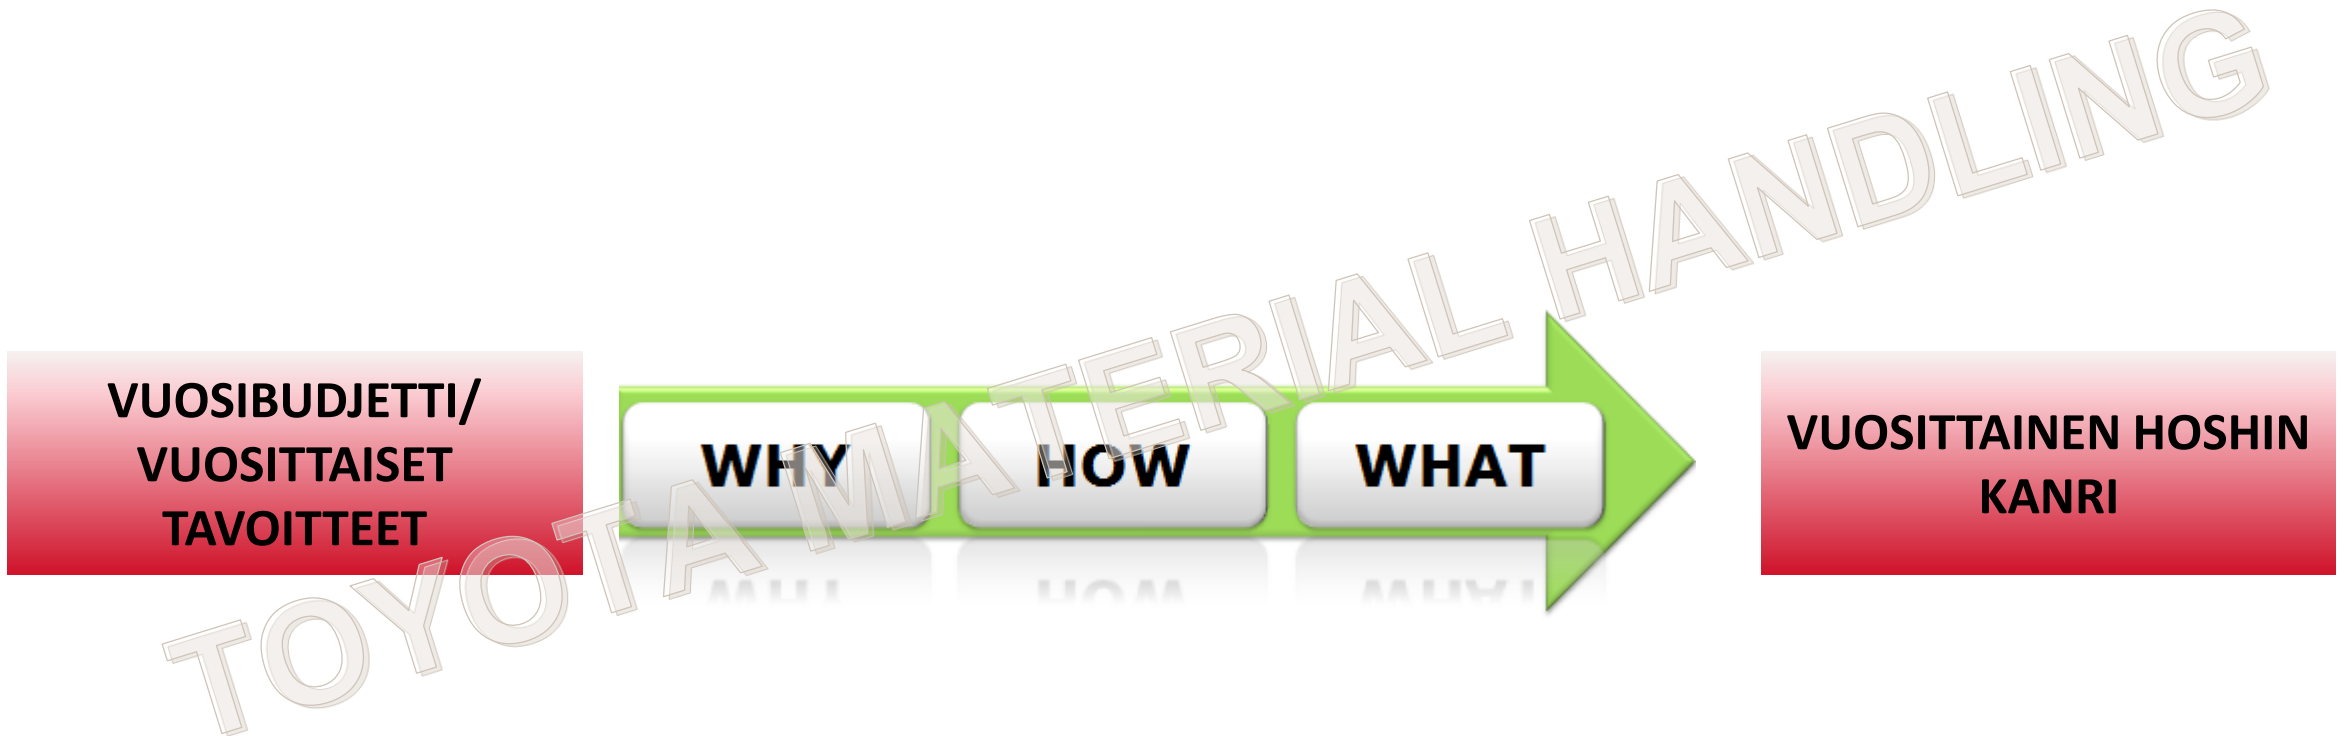 VUOSIBUDJETTI/
VUOSITTAISET
TAVOITTEET
WHY
HOW
WHAT
VUOSITTAINEN HOSHIN
KANRI
TOYOTA MATERIAL HANDLING